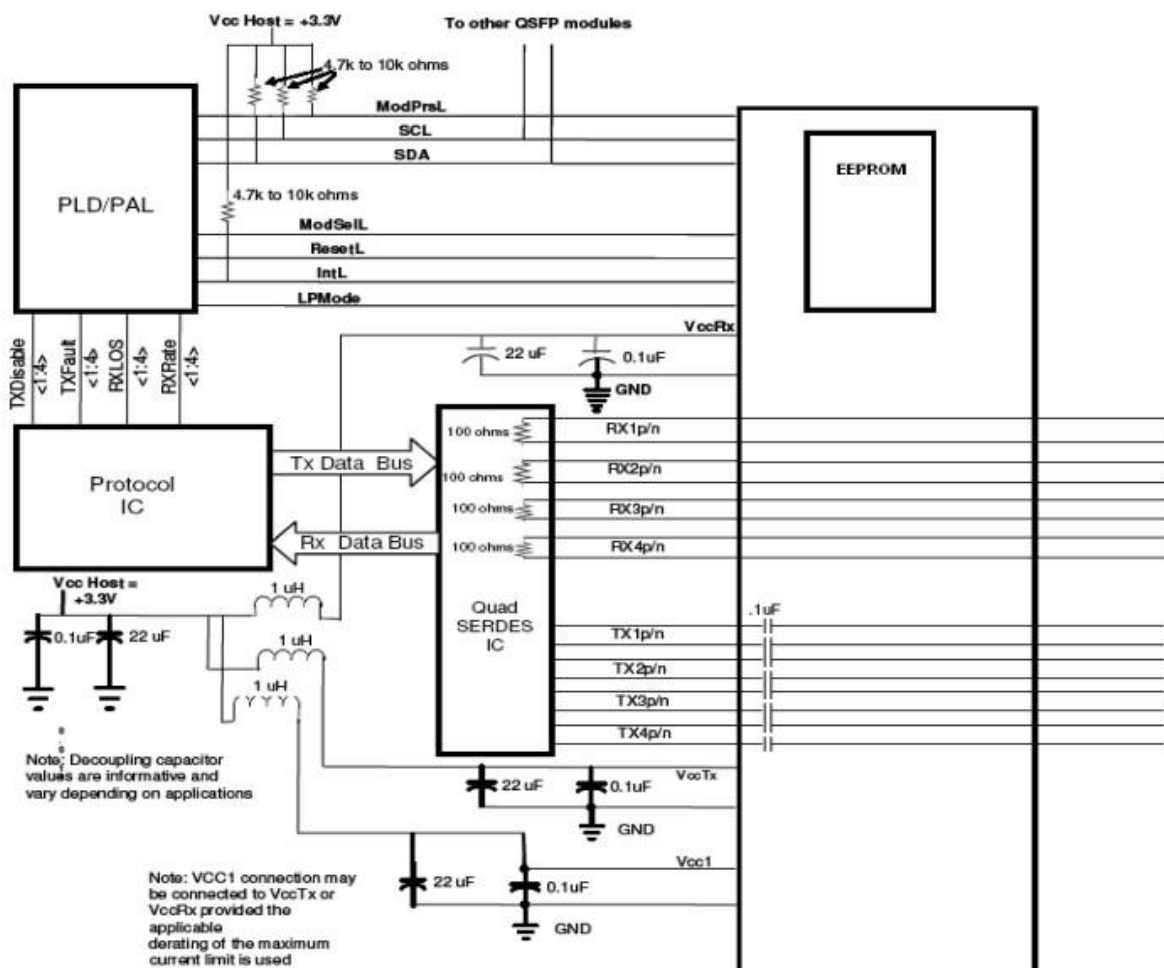 Vcc Host = +3.3V
To other QSFP modules
4.7k to 10k ohms
ModPrsL
SCL
SDA
EEPROM
PLD/PAL
4.7k to 10k ohms
ModSelL
ResetL
IntL
LPMode
VccRx
TXDisable
<1:4>
TXFault
<1:4>
RXLOS
<1:4>
RXRate
<1:4>
22 uF
0.1uF
GND
100 ohms
RX1p/n
Tx Data Bus
100 ohms
RX2p/n
Protocol
IC
100 ohms
RX3p/n
Rx Data Bus
100 ohms
RX4p/n
Vcc Host =
+3.3V
1 uH
Quad
SERDES
IC
.1uF
0.1uF
22 uF
1 uH
TX1p/n
1 uH
TX2p/n
TX3p/n
TX4p/n
Note: Decoupling capacitor
values are informative and
vary depending on applications
VccTx
22 uF
0.1uF
GND
Vcc1
Note: VCC1 connection may
be connected to VccTx or
VccRx provided the
applicable
derating of the maximum
current limit is used
22 uF
0.1uF
GND